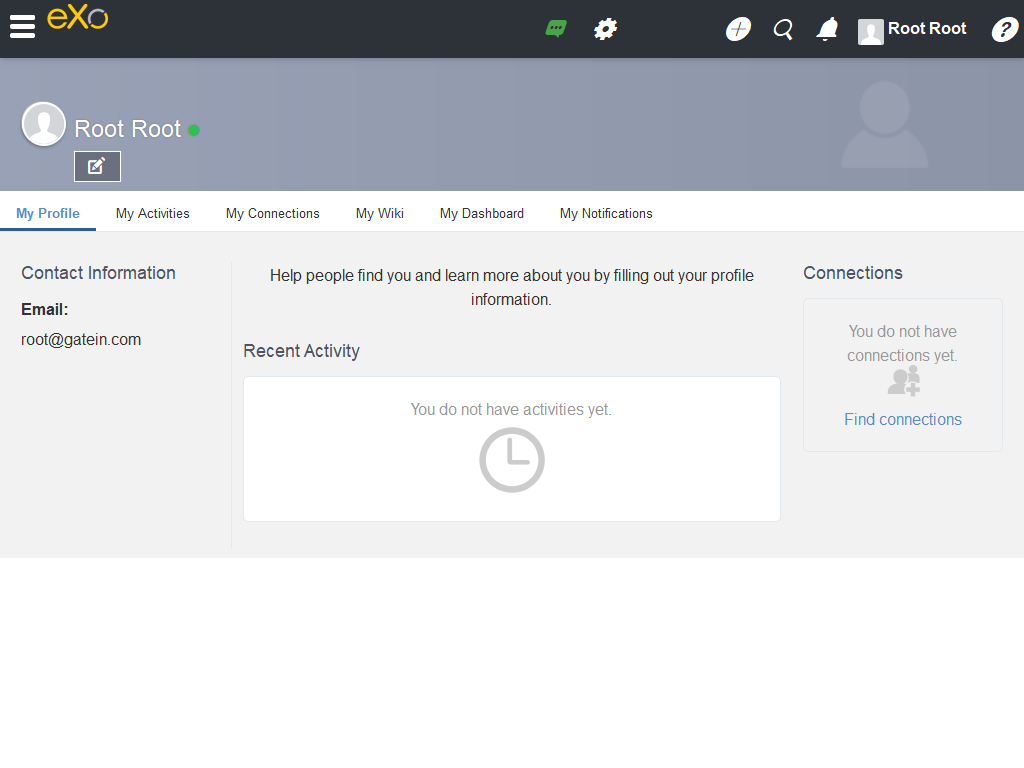 eXo
Root Root
?
Root Root
My Profile
My Activities
My Connections
My Wiki
My Dashboard
My Notifications
Contact Information
Email:
root@gatein.com
Help people find you and learn more about you by filling out your profile
information.
Recent Activity
You do not have activities yet.
Connections
You do not have
connections yet.
Find connections